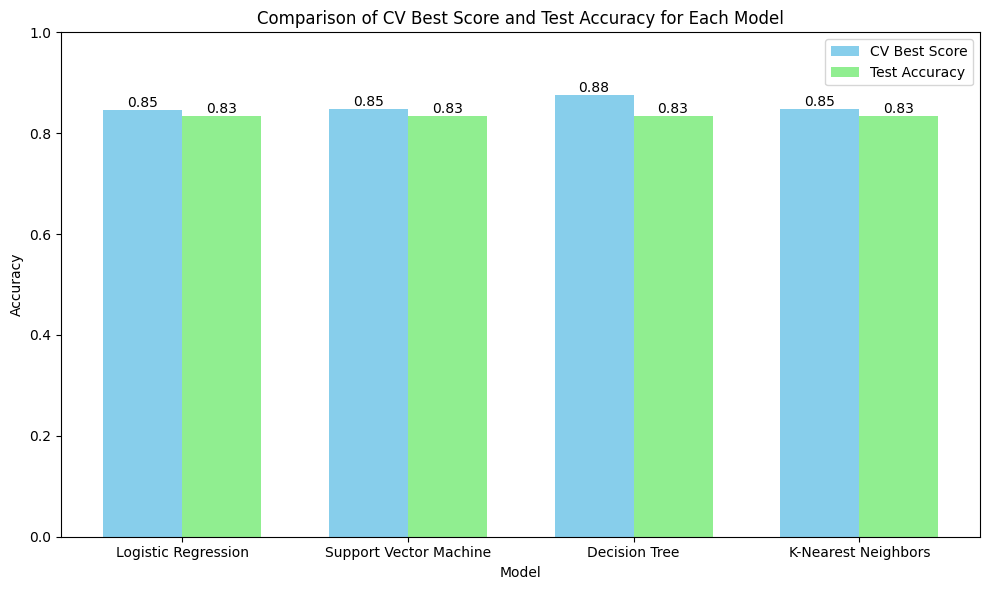 Comparison of CV Best Score and Test Accuracy for Each Model
CV Best Score
Test Accuracy
1.0
0.8
0.6
0.4
0.2
0.0
Accuracy
0.85
0.83
0.85
0.83
0.88
0.83
0.85
0.83
Logistic Regression
Support Vector Machine
Decision Tree
K-Nearest Neighbors
Model